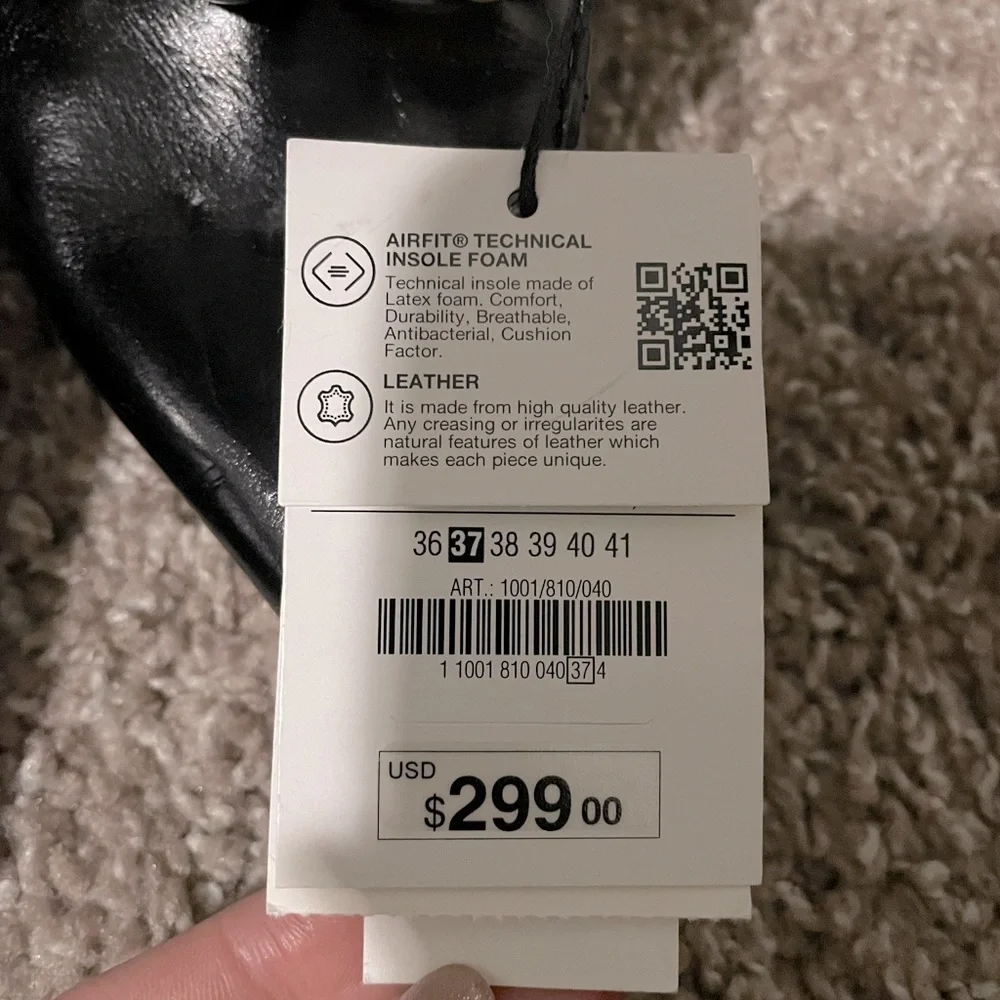 AIRFIT® TECHNICAL
INSOLE FOAM
Technical insole made of
Latex foam. Comfort,
Durability, Breathable,
Antibacterial, Cushion
Factor.
LEATHER
It is made from high quality leather.
Any creasing or irregularites are
natural features of leather which
makes each piece unique.
36 37 38 39 40 41
ART.: 1001/810/040
1 1001 810 040 37 4
USD
$299 00